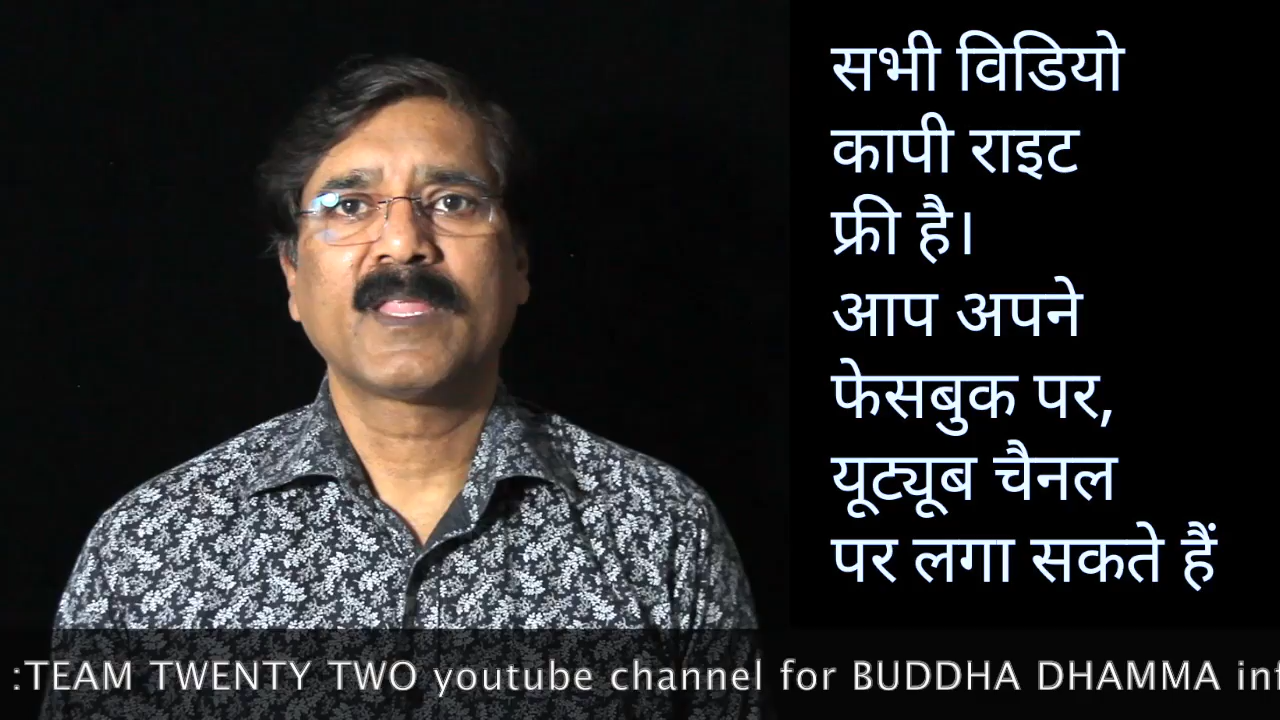 सभी विडियो
कापी राइट
फ्री है।
आप अपने
फेसबुक पर,
यूट्यूब चैनल
पर लगा सकते हैं
:TEAM TWENTY TWO youtube channel for BUDDHA DHAMMA